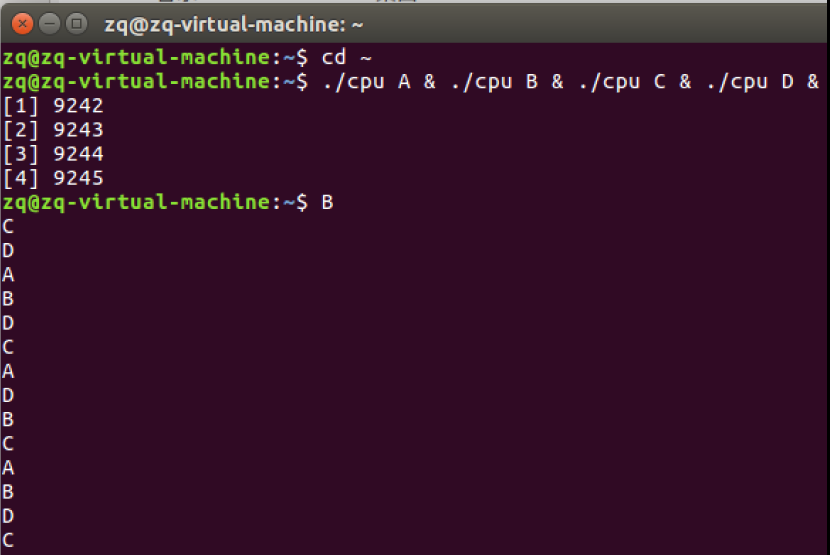 zq@zq-virtual-machine: ~
zq@zq-virtual-machine:~$ cd ~
zq@zq-virtual-machine:~$ ./cpu A & ./cpu B & ./cpu C & ./cpu D &
[1] 9242
[2] 9243
[3] 9244
[4] 9245
zq@zq-virtual-machine:~$ B
C
D
A
B
D
C
A
D
B
C
A
B
D
C